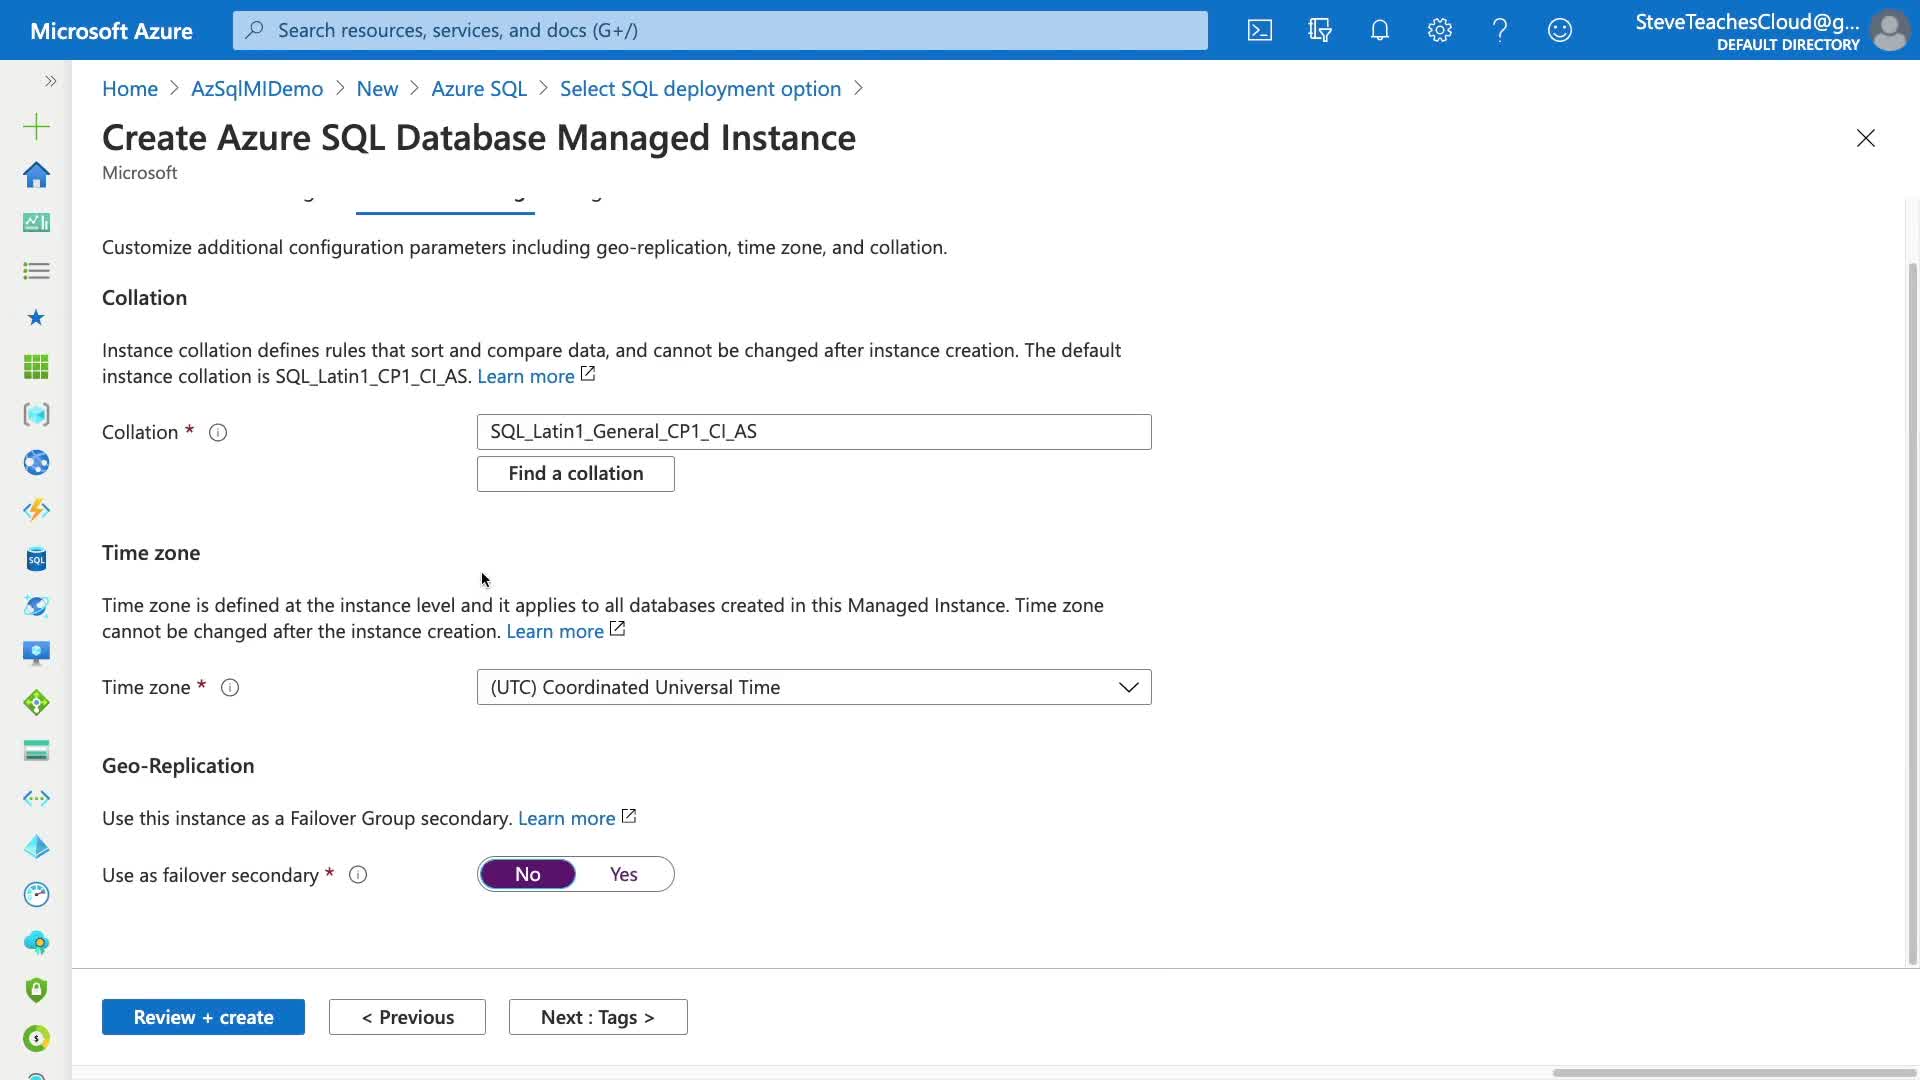 Microsoft Azure
Search resources, services, and docs (G+/)
SteveTeachesCloud@g...
DEFAULT DIRECTORY
Home > AzSqlMIDemo > New > Azure SQL > Select SQL deployment option >
Create Azure SQL Database Managed Instance
Microsoft
Customize additional configuration parameters including geo-replication, time zone, and collation.
Collation
Instance collation defines rules that sort and compare data, and cannot be changed after instance creation. The default
instance collation is SQL_Latin1_CP1_CI_AS. Learn more
Collation *
SQL_Latin1_General_CP1_CI_AS
Find a collation
Time zone
Time zone is defined at the instance level and it applies to all databases created in this Managed Instance. Time zone
cannot be changed after the instance creation. Learn more
Time zone *
(UTC) Coordinated Universal Time
Geo-Replication
Use this instance as a Failover Group secondary. Learn more
Use as failover secondary *
No
Yes
Review + create
< Previous
Next : Tags >
SQL